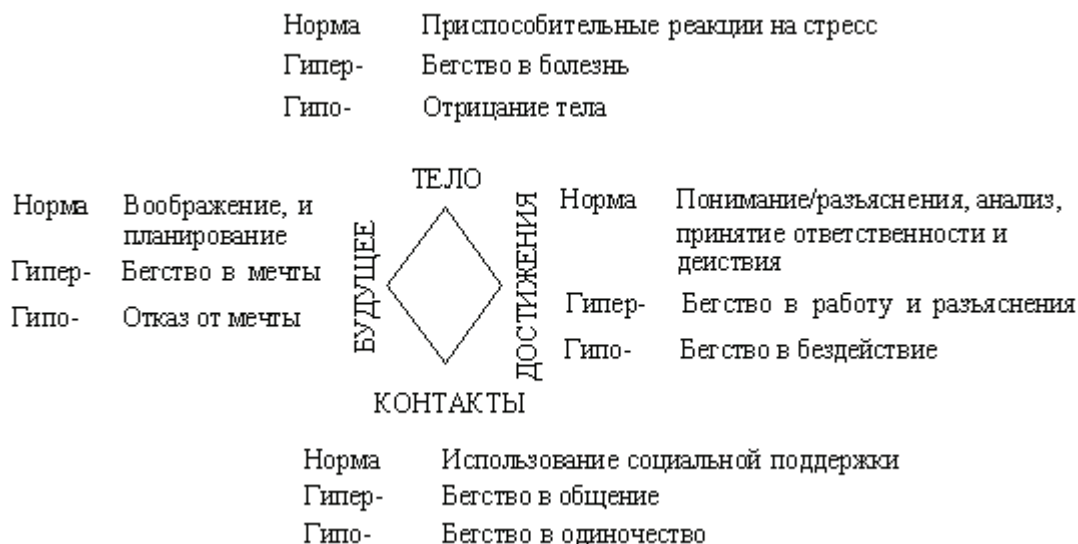 Норма Приспособительные реакции на стресс
Гипер- Бегство в болезнь
Гипо- Отрицание тела
ТЕЛО
Норма Воображение, и
планирование
Гипер- Бегство в мечты
Гипо- Отказ от мечты
БУДУЩЕЕ
ДОСТИЖЕНИЯ
Норма Понимание/разъяснения, анализ,
принятие ответственности и
деиствия
Гипер- Бегство в работу и разъяснения
Гипо- Бегство в бездействие
КОНТАКТЫ
Норма Использование социальной поддержки
Гипер- Бегство в общение
Гипо- Бегство в одиночество